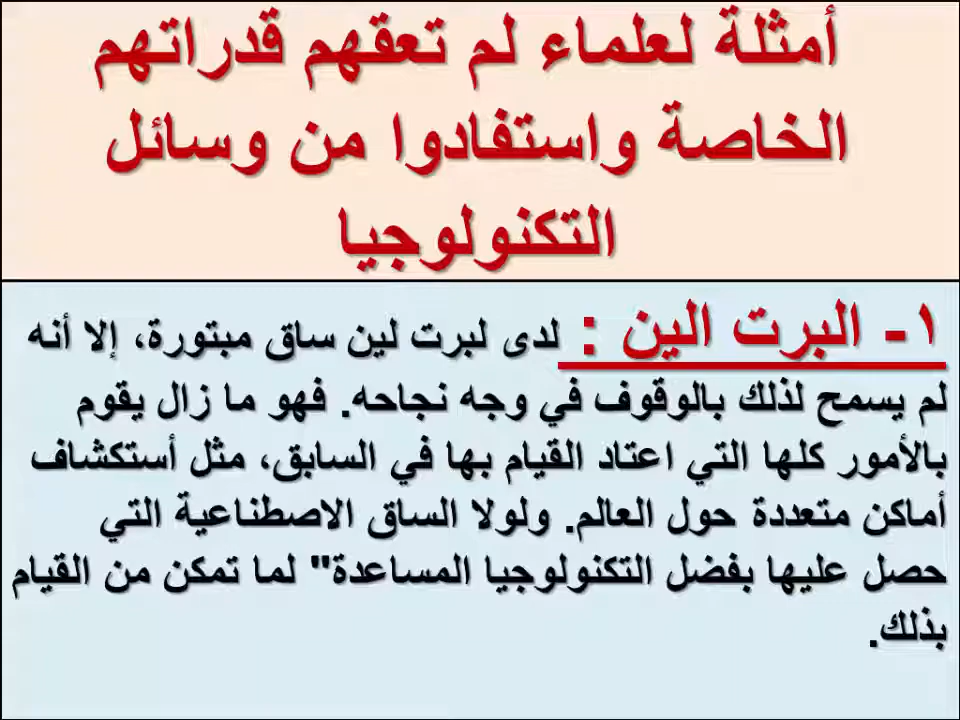 أمثلة لعلماء لم تعقهم قدراتهم
الخاصة واستفادوا من وسائل
التكنولوجيا
١- البرت الين : لدى لبرت لين ساق مبتورة، إلا أنه
لم يسمح لذلك بالوقوف في وجه نجاحه. فهو ما زال يقوم
بالأمور كلها التي اعتاد القيام بها في السابق، مثل أستكشاف
أماكن متعددة حول العالم. ولولا الساق الاصطناعية التي
حصل عليها بفضل التكنولوجيا المساعدة" لما تمكن من القيام
بذلك.